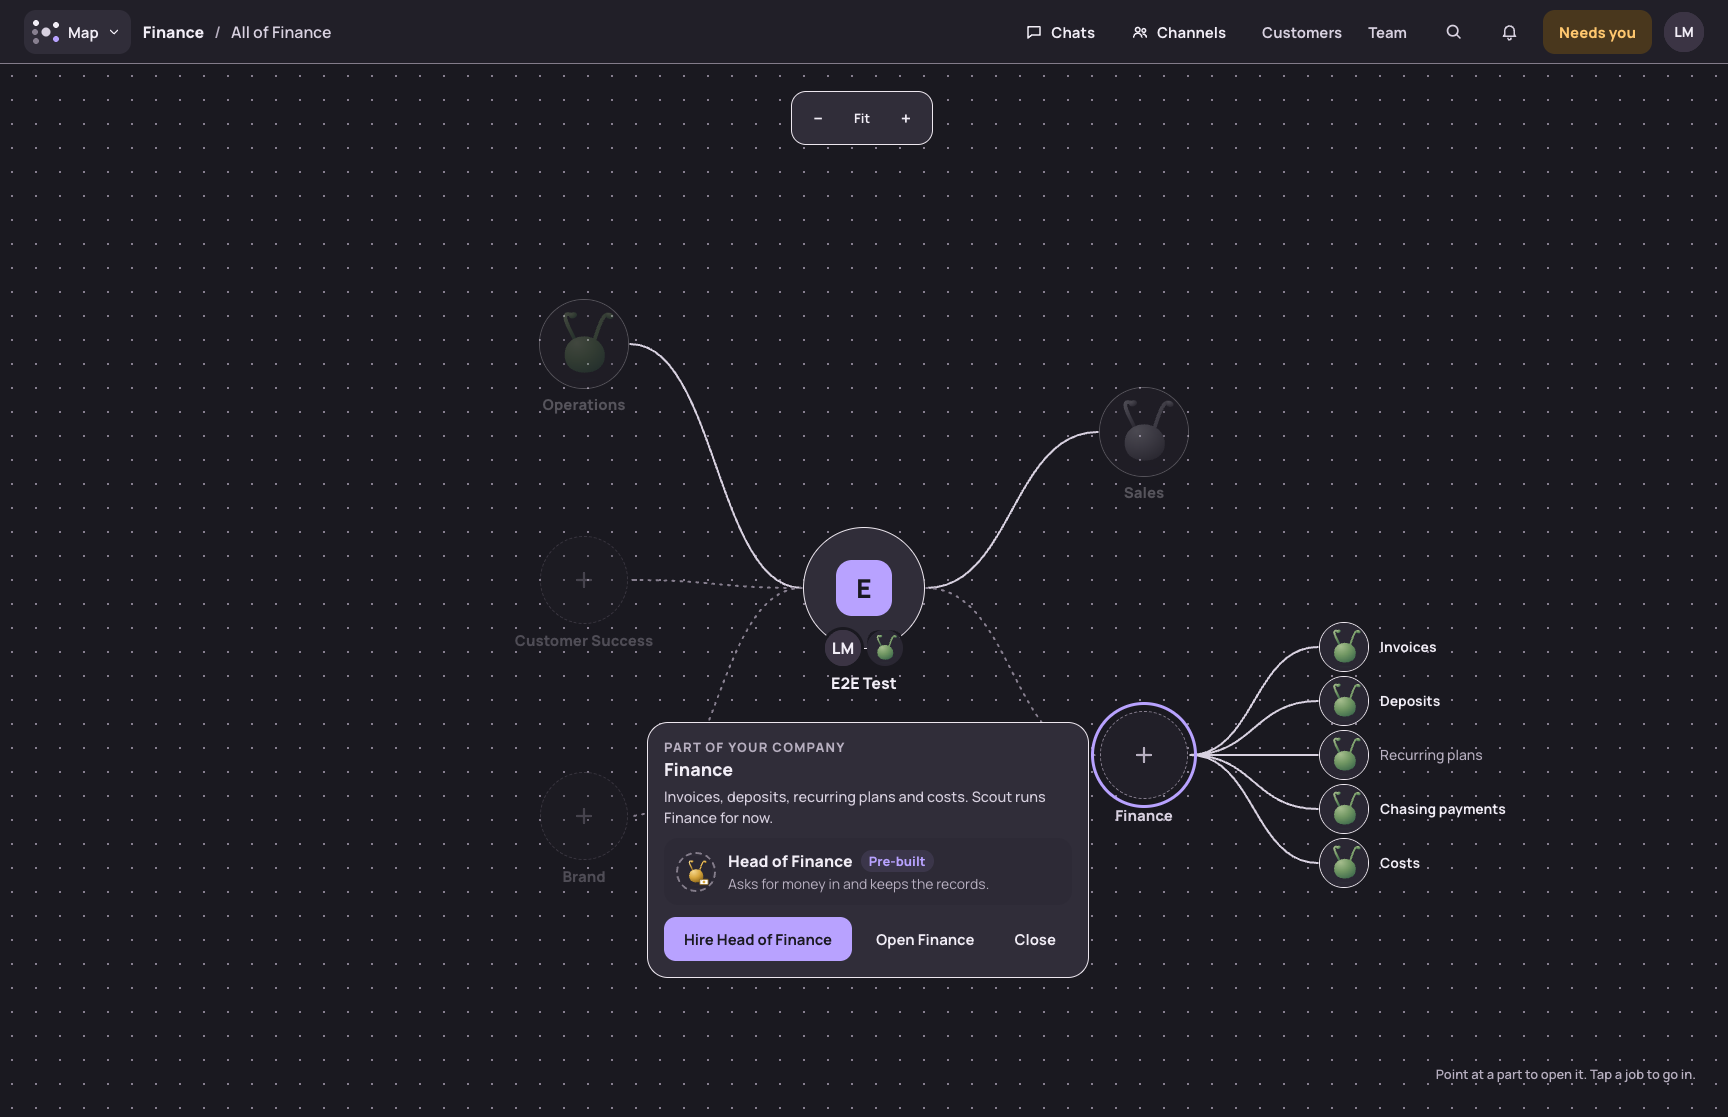 Map
Finance / All of Finance
Chats
Channels
Customers
Team
Needs you
LM
− Fit +
Operations
Sales
Customer Success
E
LM
E2E Test
Brand
PART OF YOUR COMPANY
Finance
Invoices, deposits, recurring plans and costs. Scout runs
Finance for now.
Head of Finance Pre-built
Asks for money in and keeps the records.
Hire Head of Finance
Open Finance
Close
+
Finance
Invoices
Deposits
Recurring plans
Chasing payments
Costs
Point at a part to open it. Tap a job to go in.